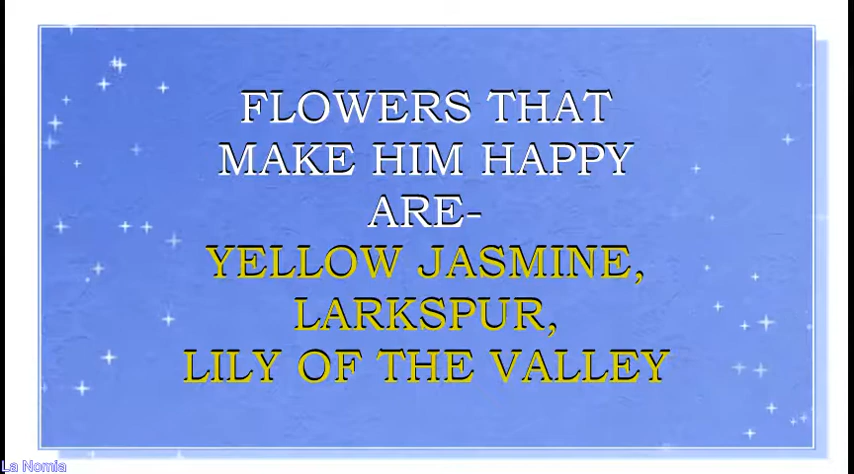 FLOWERS THAT
MAKE HIM HAPPY
ARE-
YELLOW JASMINE,
LARKSPUR,
LILY OF THE VALLEY
La Nomia